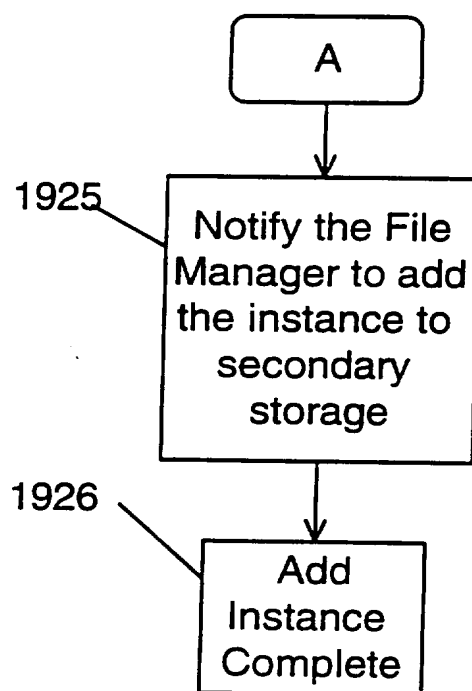 A
1925
Notify the File
Manager to add
the instance to
secondary
storage
1926
Add
Instance
Complete